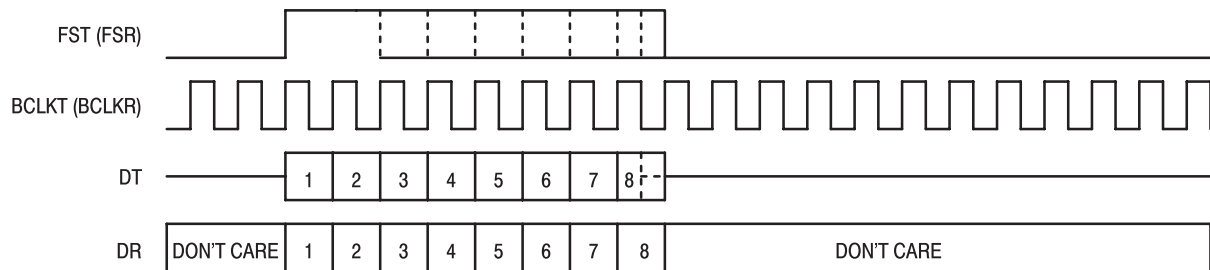 FST (FSR)
BCLKT (BCLKR)
DT 1 2 3 4 5 6 7 8
DR DON'T CARE 1 2 3 4 5 6 7 8 DON'T CARE